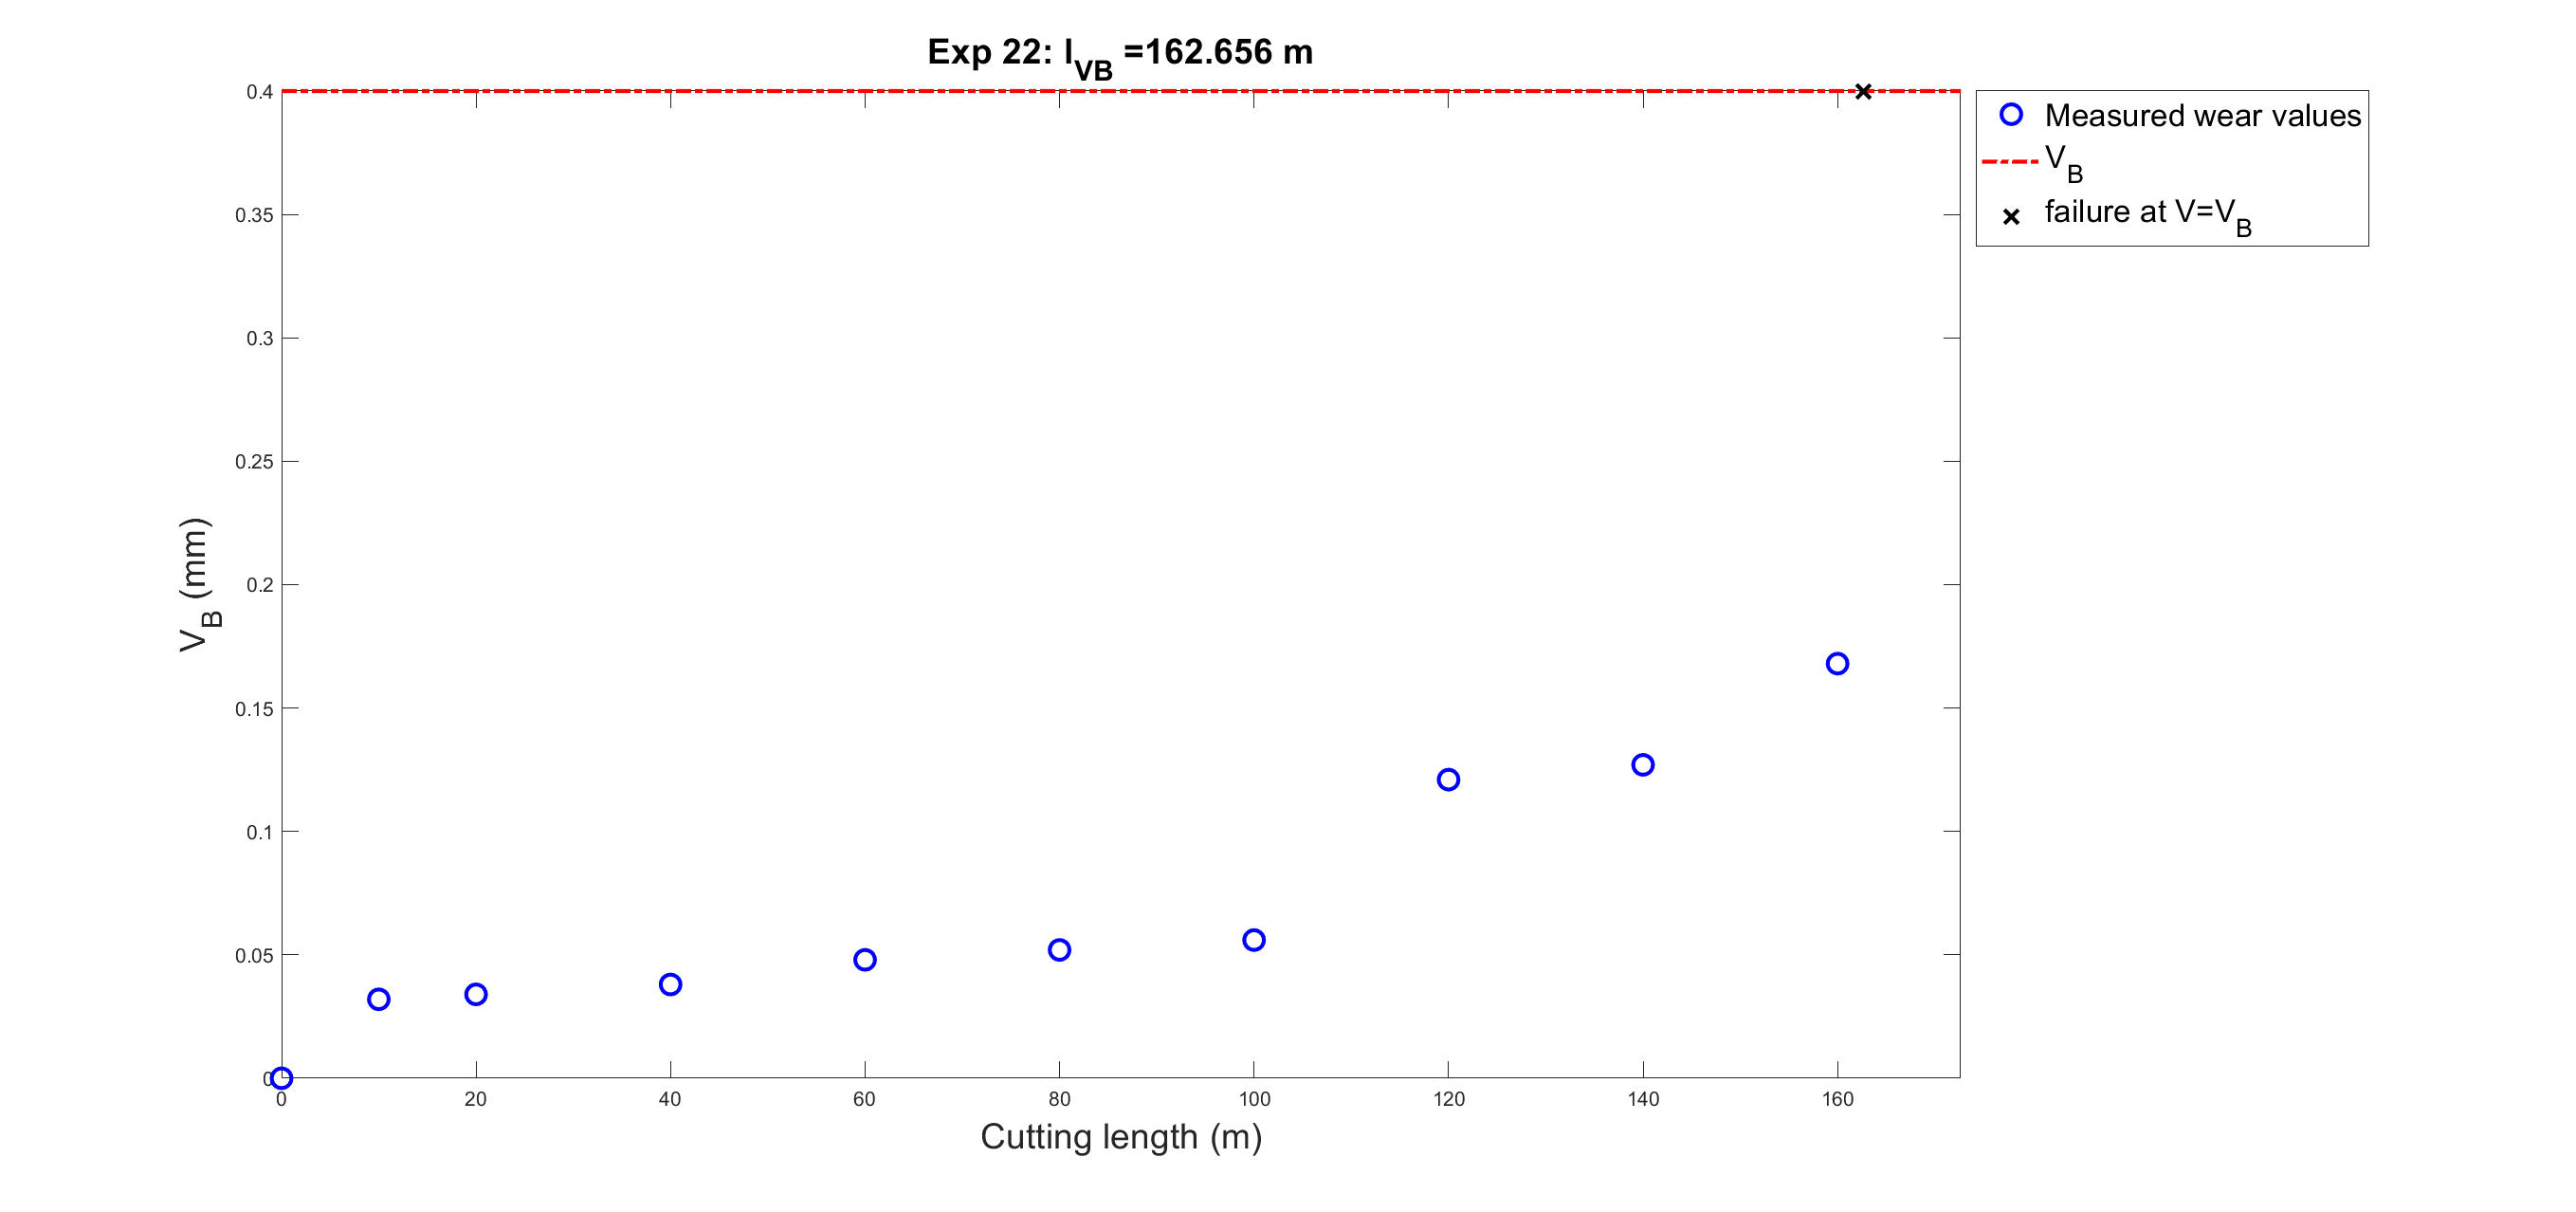 Exp 22: l_VB =162.656 m
0.4
0.35
0.3
0.25
0.2
0.15
0.1
0.05
0
V_B (mm)
0 20 40 60 80 100 120 140 160
Cutting length (m)
Measured wear values
V_B
failure at V=V_B